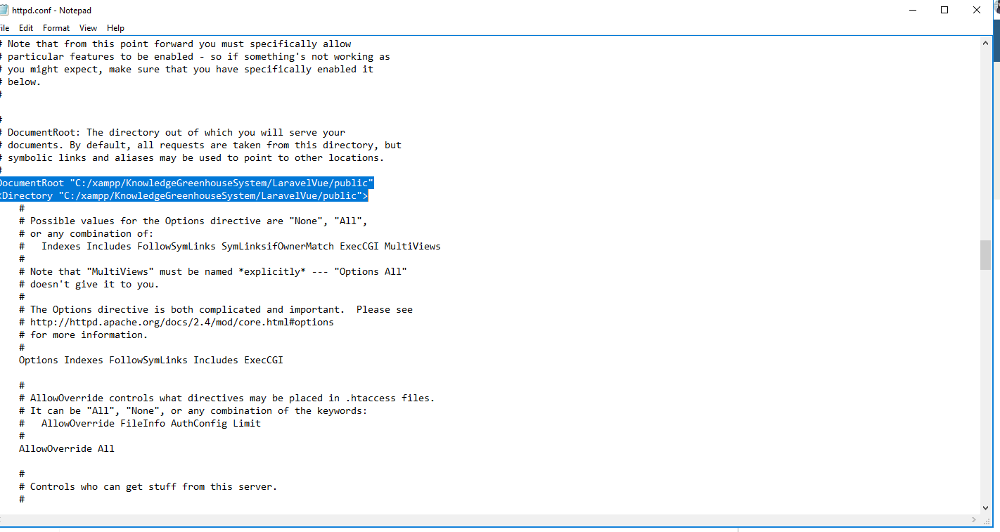 httpd.conf - Notepad
ile Edit Format View Help
# Note that from this point forward you must specifically allow
# particular features to be enabled - so if something's not working as
# you might expect, make sure that you have specifically enabled it
# below.
#
#
# DocumentRoot: The directory out of which you will serve your
# documents. By default, all requests are taken from this directory, but
# symbolic links and aliases may be used to point to other locations.
#
DocumentRoot "C:/xampp/KnowledgeGreenhouseSystem/LaravelVue/public"
<Directory "C:/xampp/KnowledgeGreenhouseSystem/LaravelVue/public">
#
# Possible values for the Options directive are "None", "All",
# or any combination of:
#   Indexes Includes FollowSymLinks SymLinksifOwnerMatch ExecCGI MultiViews
#
# Note that "MultiViews" must be named *explicitly* --- "Options All"
# doesn't give it to you.
#
# The Options directive is both complicated and important.  Please see
# http://httpd.apache.org/docs/2.4/mod/core.html#options
# for more information.
#
Options Indexes FollowSymLinks Includes ExecCGI
#
# AllowOverride controls what directives may be placed in .htaccess files.
# It can be "All", "None", or any combination of the keywords:
#   AllowOverride FileInfo AuthConfig Limit
#
AllowOverride All
#
# Controls who can get stuff from this server.
#